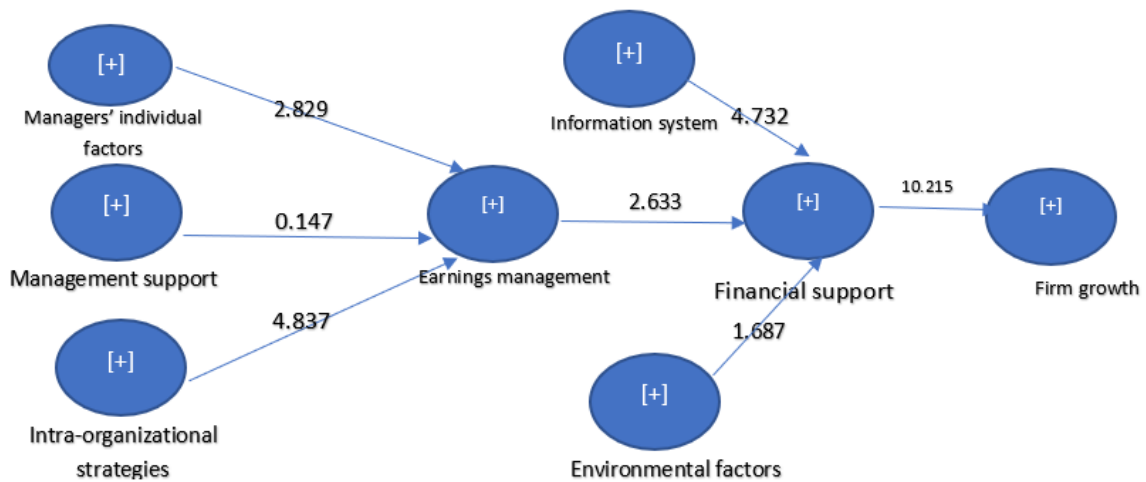 [+]
Managers’ individual
factors
2.829
[+]
Information system
4.732
[+]
Management support
0.147
[+]
Earnings management
2.633
[+]
Financial support
10.215
[+]
Firm growth
[+]
Intra-organizational
strategies
4.837
1.687
[+]
Environmental factors